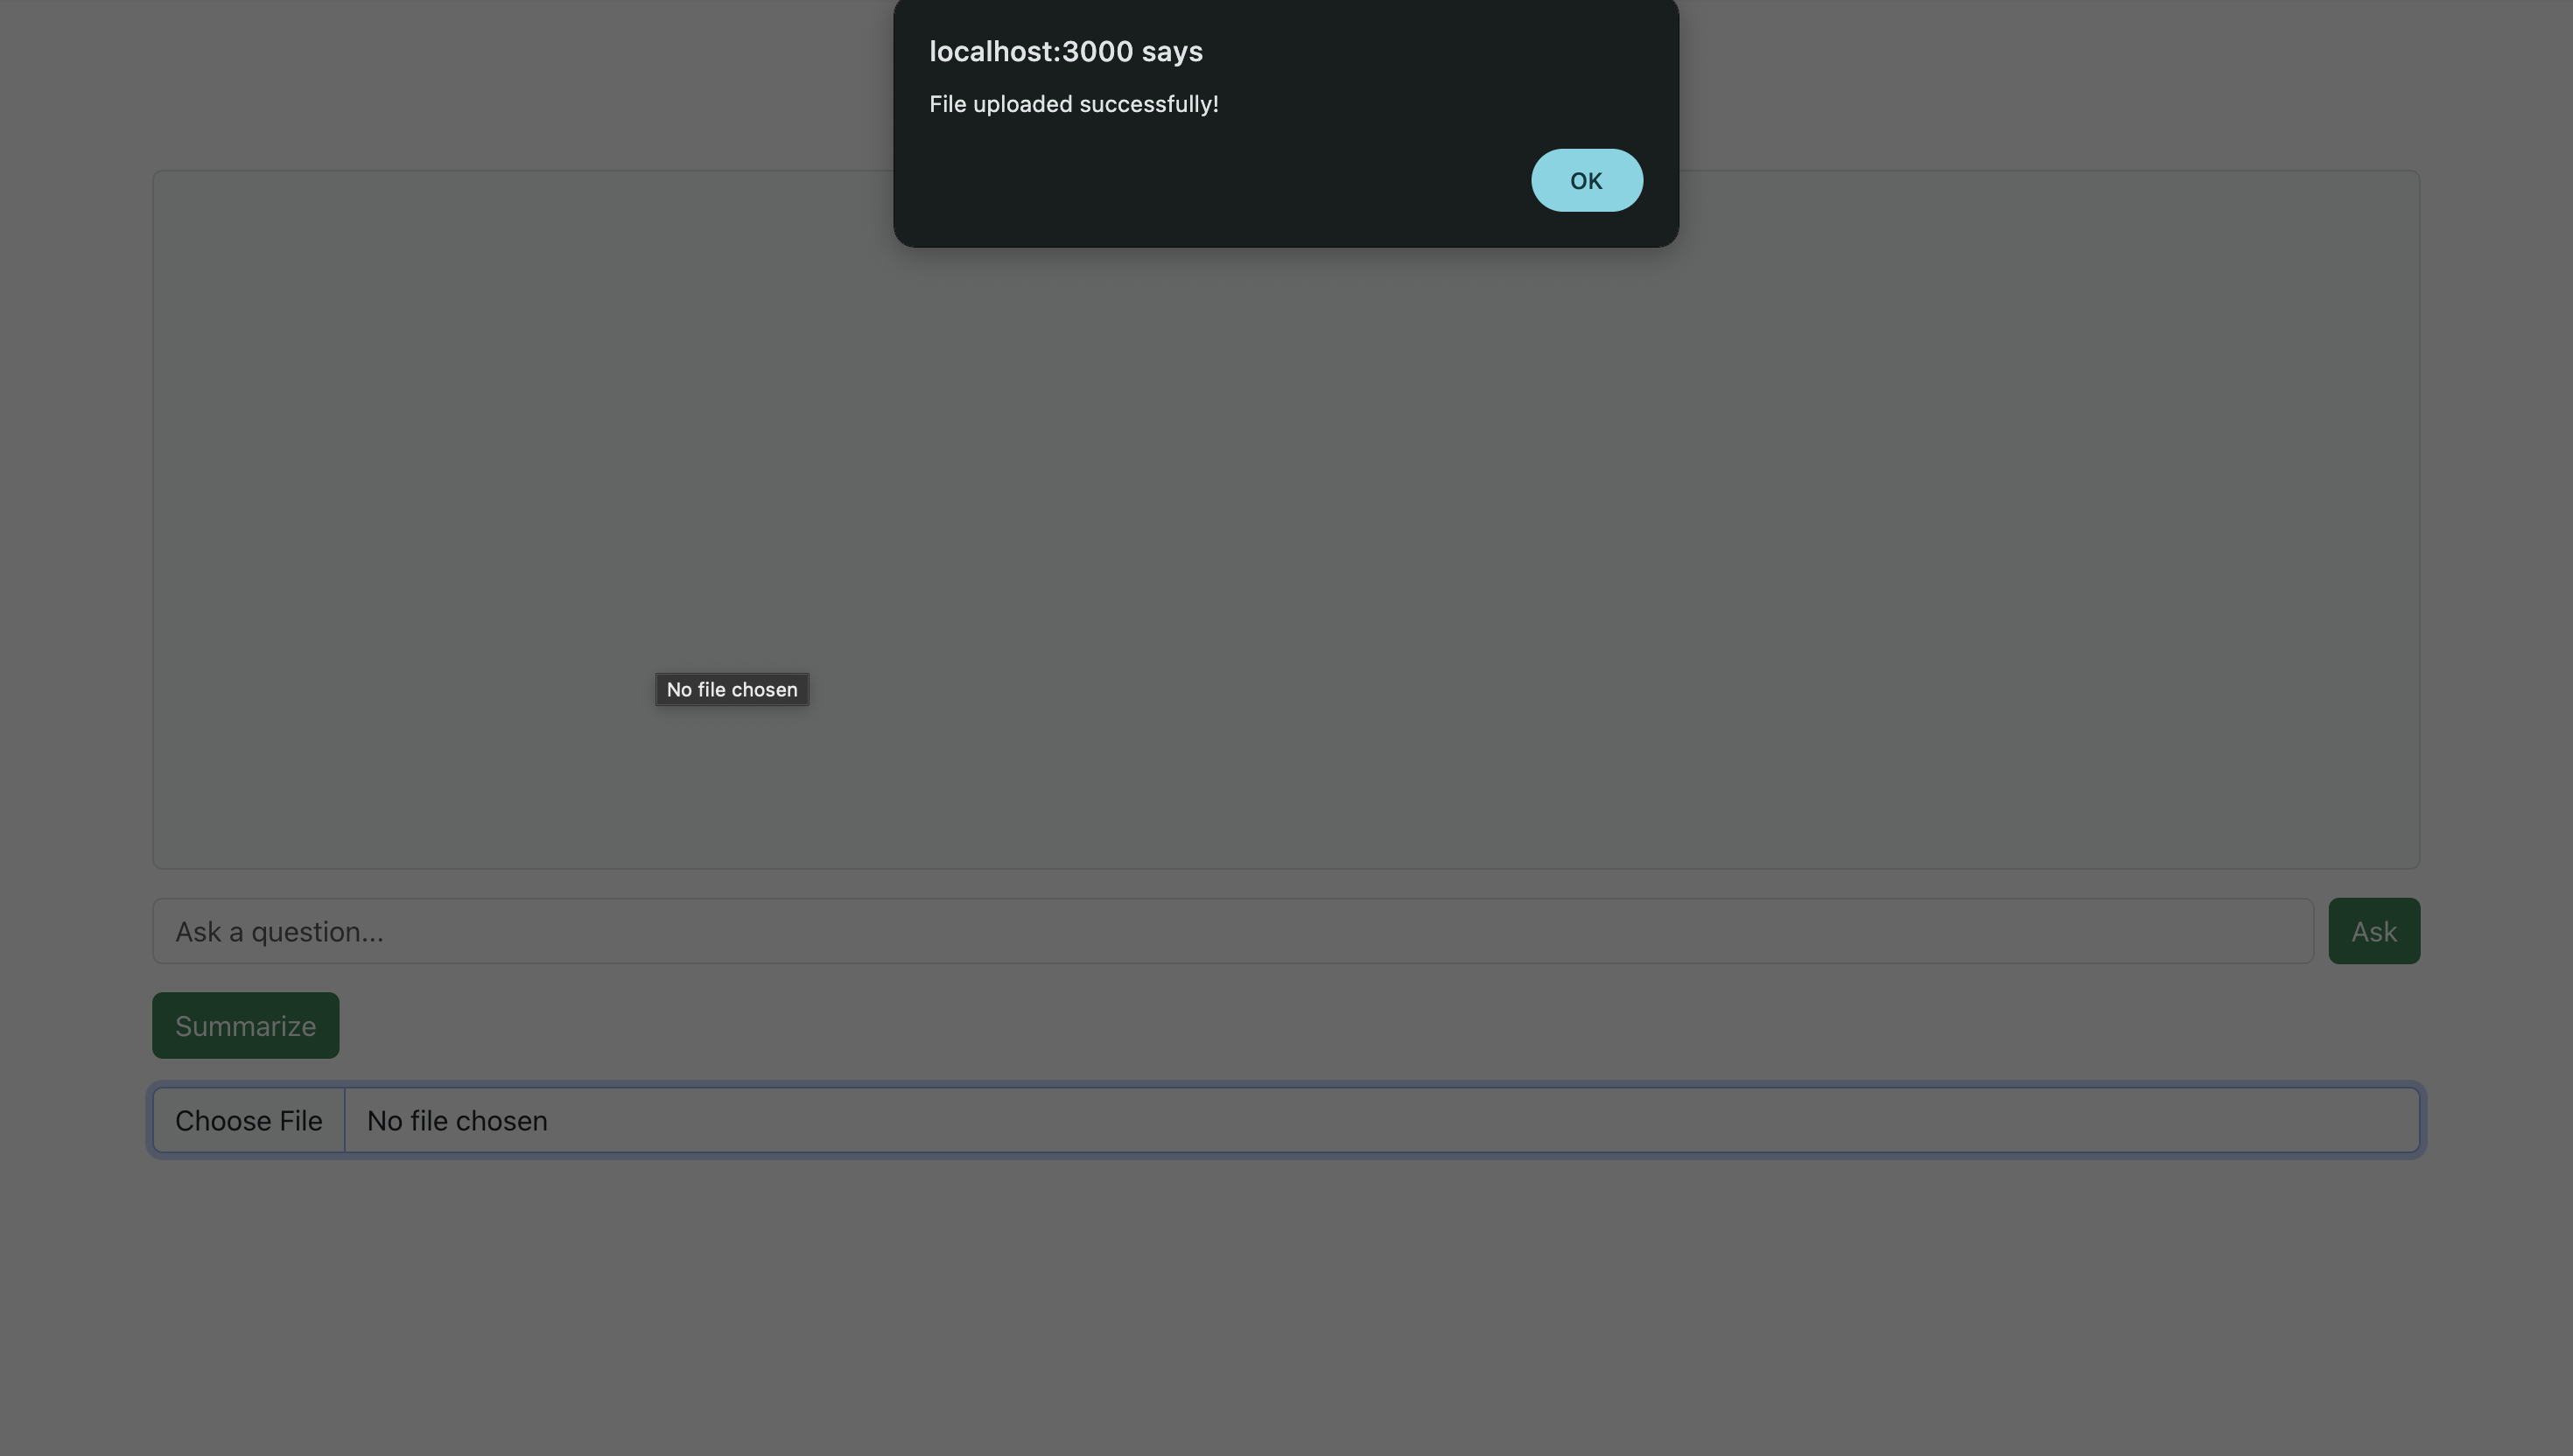 localhost:3000 says
File uploaded successfully!
OK
No file chosen
Ask a question...
Ask
Summarize
Choose File
No file chosen